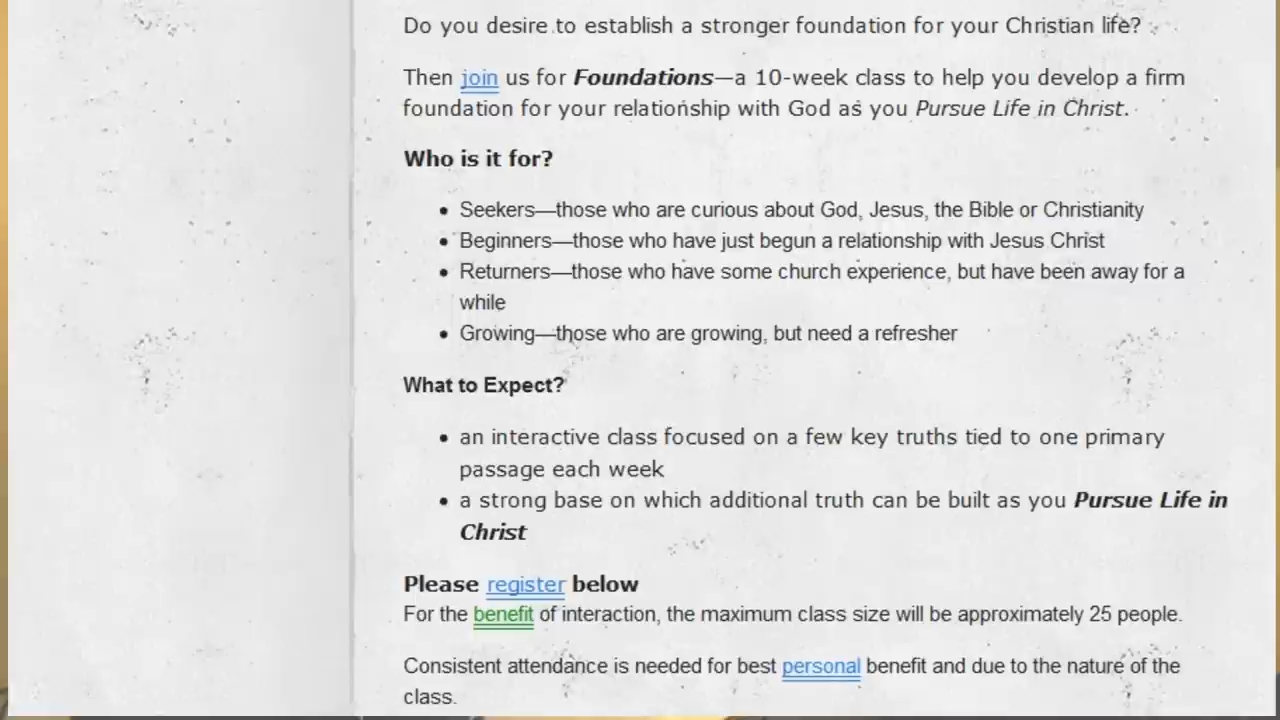 Do you desire to establish a stronger foundation for your Christian life?
Then join us for Foundations—a 10-week class to help you develop a firm
foundation for your relationship with God as you Pursue Life in Christ.
Who is it for?
• Seekers—those who are curious about God, Jesus, the Bible or Christianity
• Beginners—those who have just begun a relationship with Jesus Christ
• Returners—those who have some church experience, but have been away for a
while
• Growing—those who are growing, but need a refresher
What to Expect?
• an interactive class focused on a few key truths tied to one primary
passage each week
• a strong base on which additional truth can be built as you Pursue Life in
Christ
Please register below
For the benefit of interaction, the maximum class size will be approximately 25 people.
Consistent attendance is needed for best personal benefit and due to the nature of the
class.